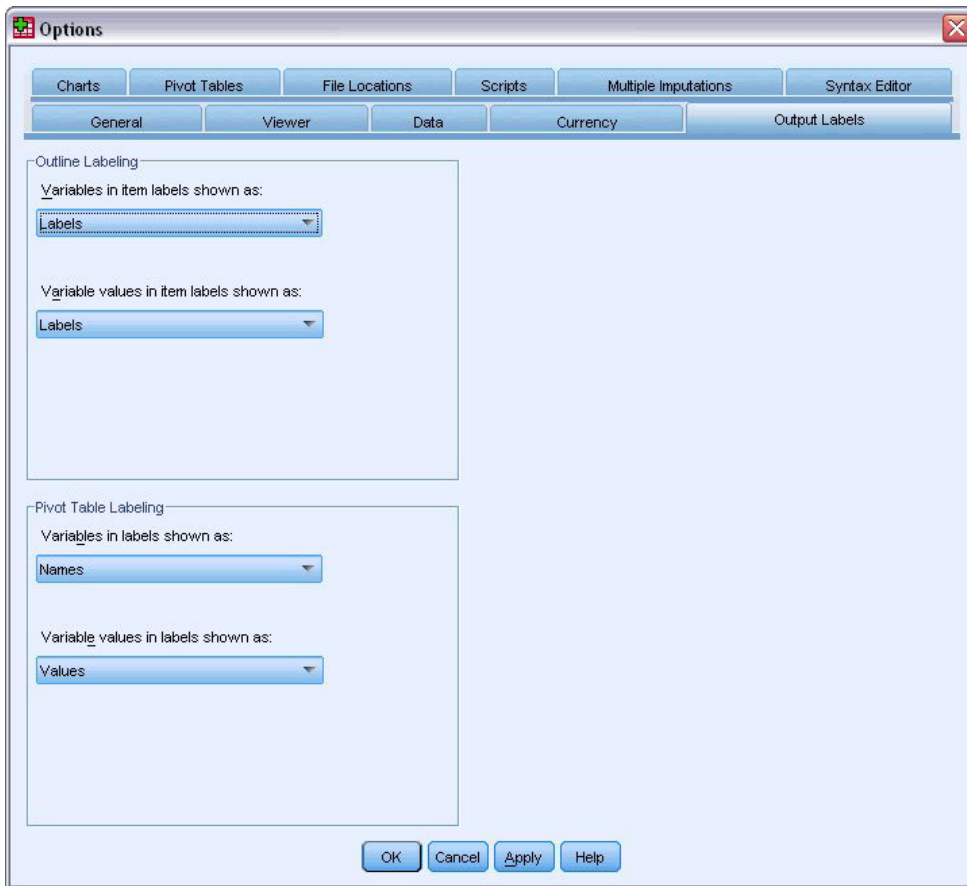 Options
Charts Pivot Tables File Locations Scripts Multiple Imputations Syntax Editor
General Viewer Data Currency Output Labels
Outline Labeling
Variables in item labels shown as:
Labels
Variable values in item labels shown as:
Labels
Pivot Table Labeling
Variables in labels shown as:
Names
Variable values in labels shown as:
Values
OK Cancel Apply Help